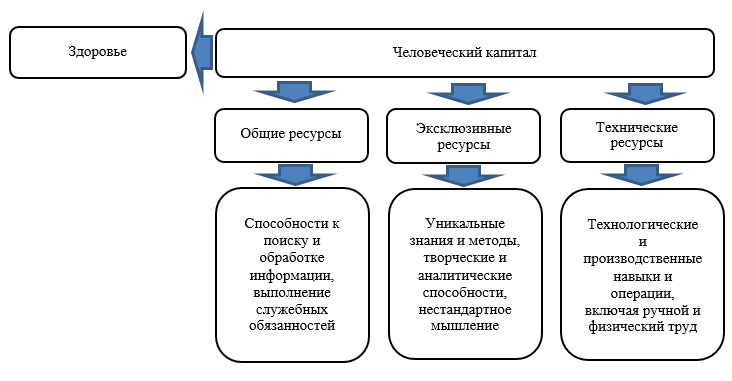 Здоровье
Человеческий капитал
Общие ресурсы
Эксклюзивные
ресурсы
Технические
ресурсы
Способности к
поиску и
обработке
информации,
выполнение
служебных
обязанностей
Уникальные
знания и методы,
творческие и
аналитические
способности,
нестандартное
мышление
Технологические
и
производственные
навыки и
операции,
включая ручной и
физический труд